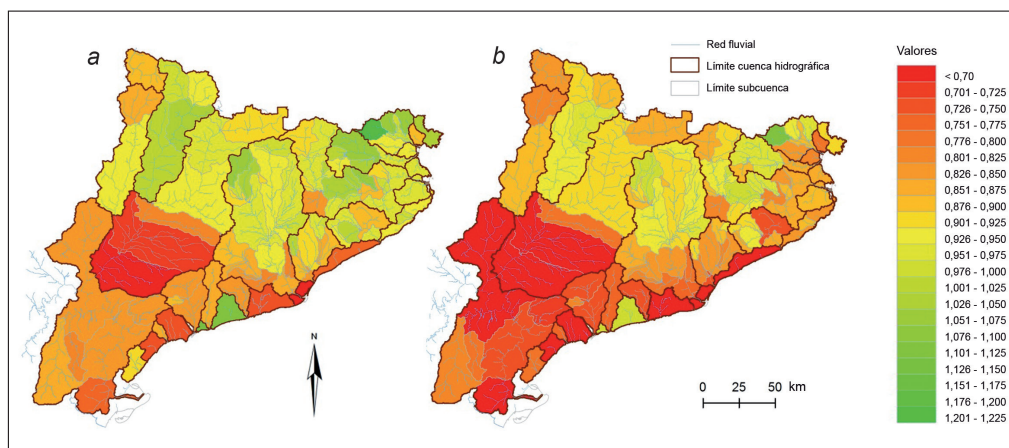 a
b
Red fluvial
Límite cuenca hidrográfica
Límite subcuenca
N
0 25 50 km
Valores
< 0,70
0,701 - 0,725
0,726 - 0,750
0,751 - 0,775
0,776 - 0,800
0,801 - 0,825
0,826 - 0,850
0,851 - 0,875
0,876 - 0,900
0,901 - 0,925
0,926 - 0,950
0,951 - 0,975
0,976 - 1,000
1,001 - 1,025
1,026 - 1,050
1,051 - 1,075
1,076 - 1,100
1,101 - 1,125
1,126 - 1,150
1,151 - 1,175
1,176 - 1,200
1,201 - 1,225